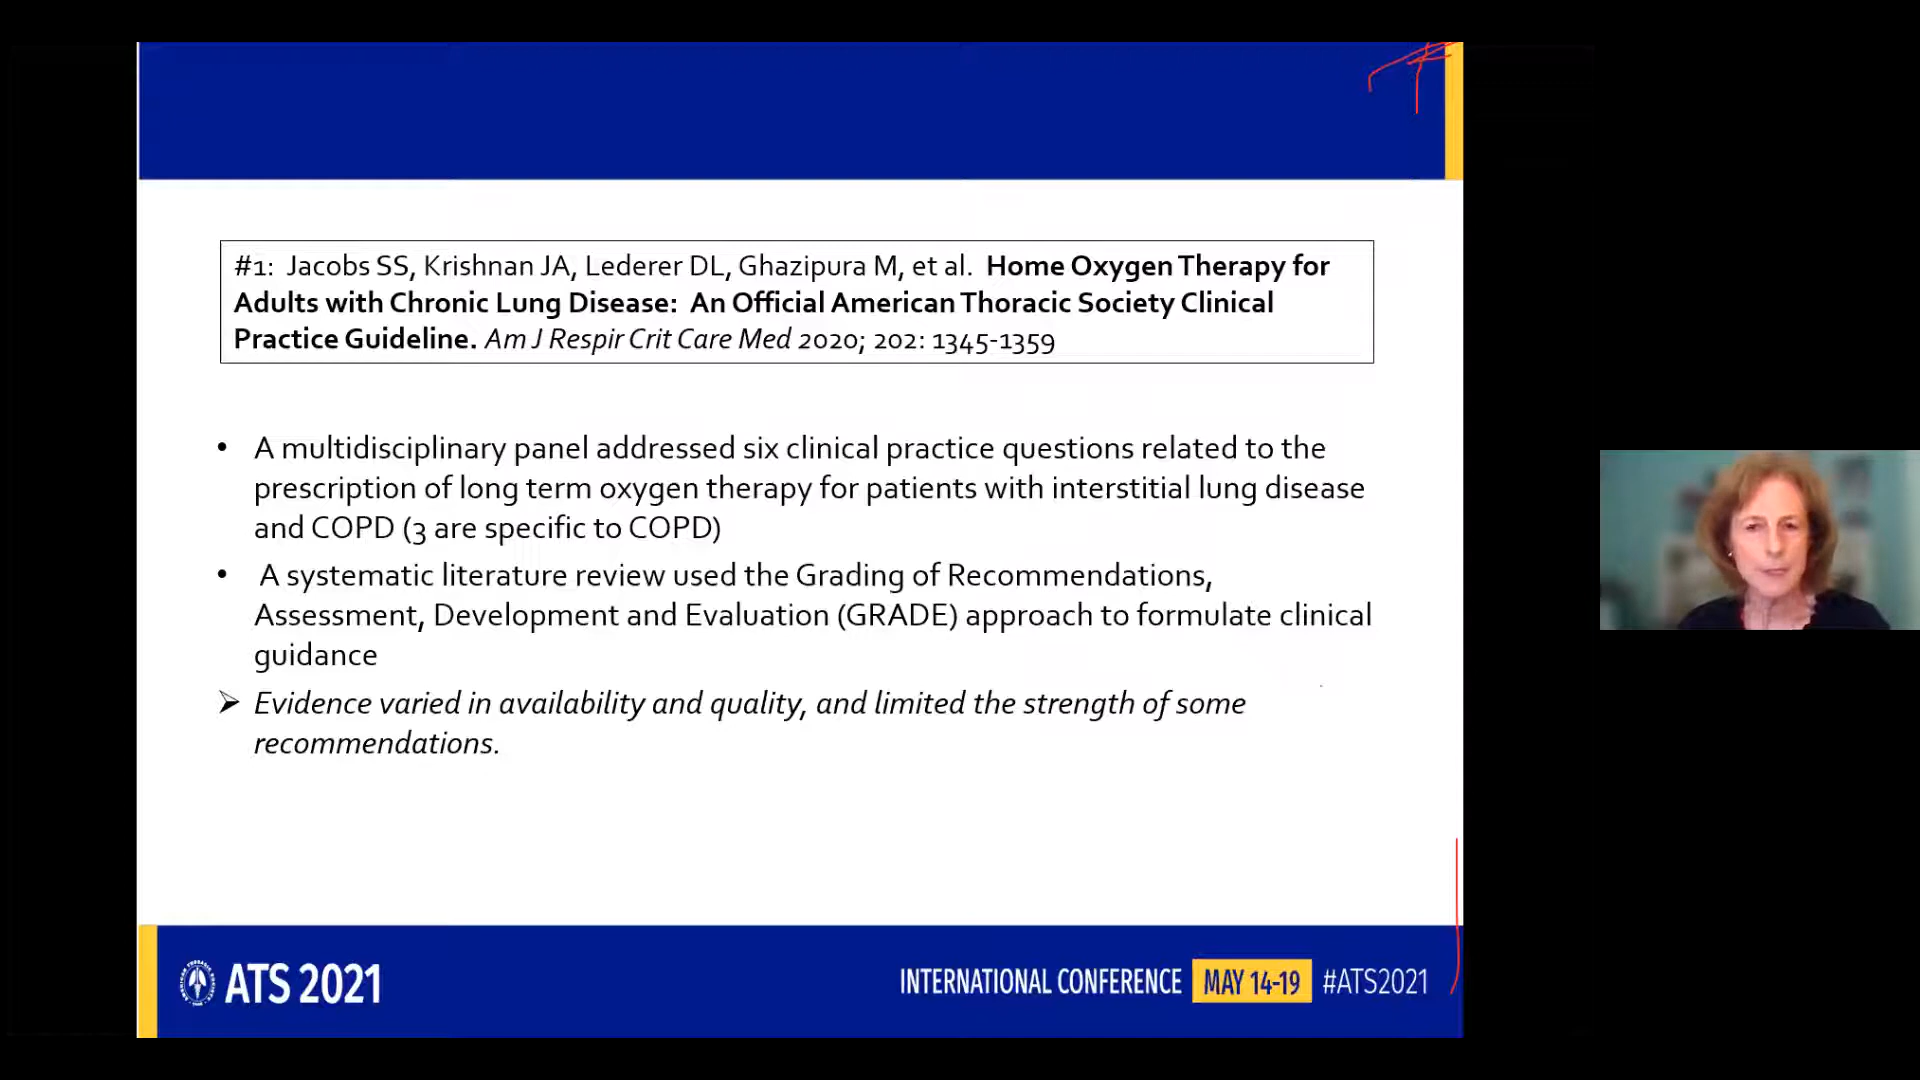 #1: Jacobs SS, Krishnan JA, Lederer DL, Ghazipura M, et al. Home Oxygen Therapy for
Adults with Chronic Lung Disease: An Official American Thoracic Society Clinical
Practice Guideline. Am J Respir Crit Care Med 2020; 202: 1345-1359
• A multidisciplinary panel addressed six clinical practice questions related to the
prescription of long term oxygen therapy for patients with interstitial lung disease
and COPD (3 are specific to COPD)
• A systematic literature review used the Grading of Recommendations,
Assessment, Development and Evaluation (GRADE) approach to formulate clinical
guidance
➢ Evidence varied in availability and quality, and limited the strength of some
recommendations.
ATS 2021
INTERNATIONAL CONFERENCE MAY 14-19 #ATS2021